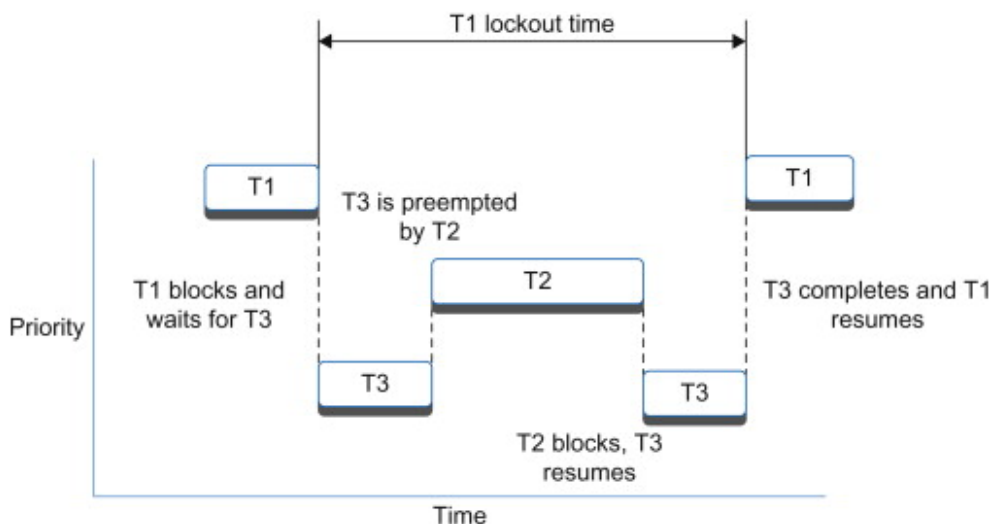 T1 lockout time
T1
T1
T3 is preempted
by T2
T2
T1 blocks and
waits for T3
T3 completes and T1
resumes
Priority
T3
T3
T2 blocks, T3
resumes
Time